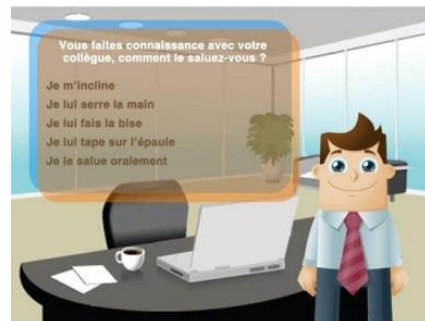 Vous faites connaissance avec votre
collègue, comment le saluez-vous ?
Je m'incline
Je lui serre la main
Je lui fais la bise
Je lui tape sur l'épaule
Je le salue oralement